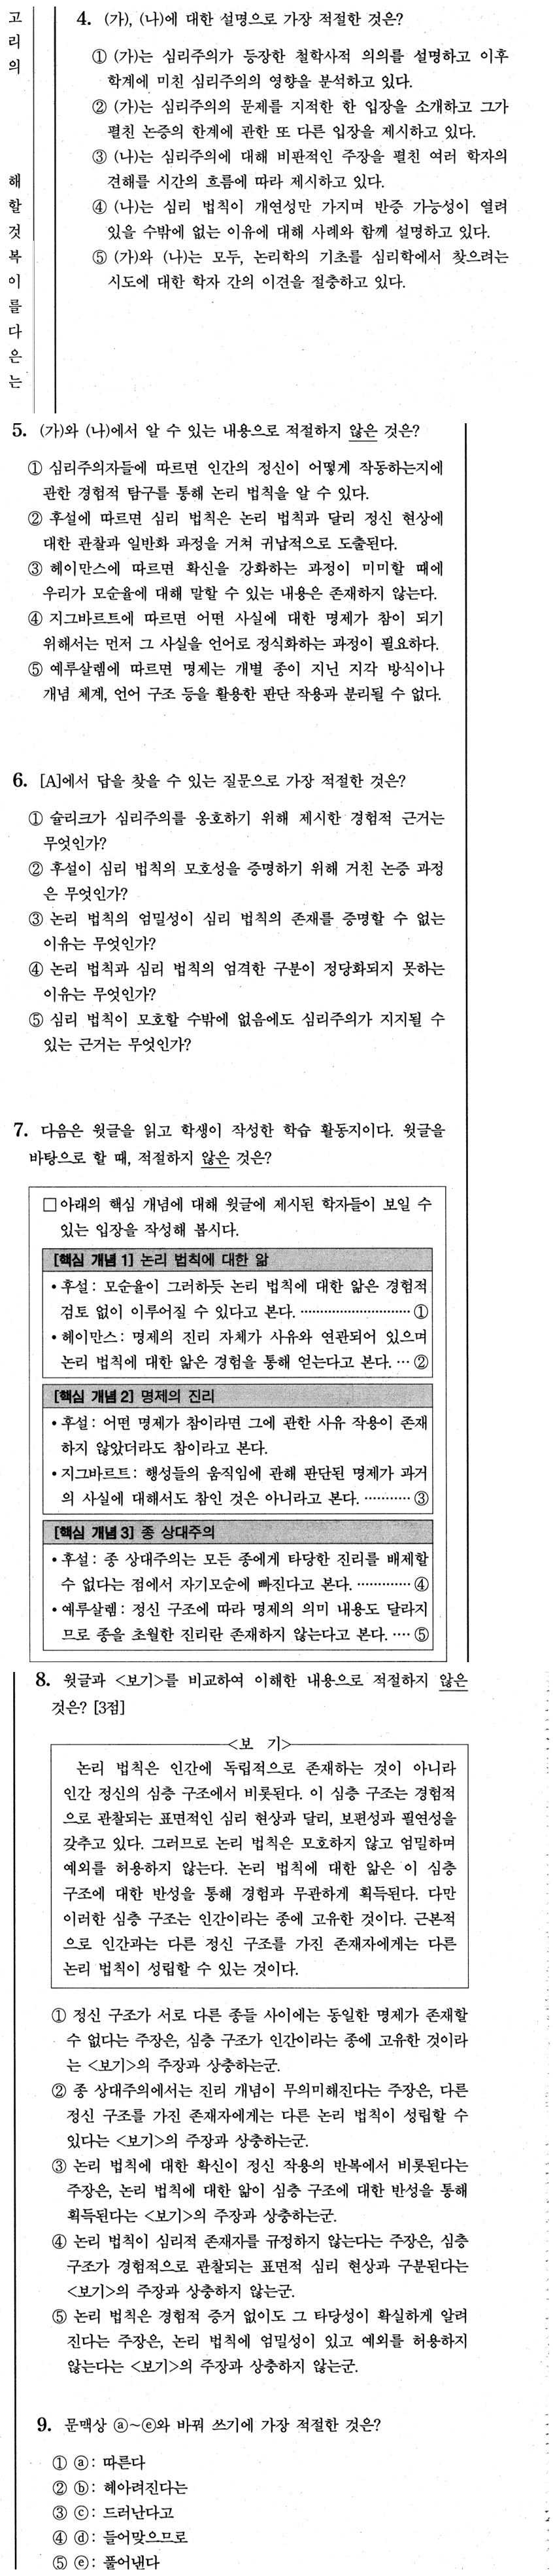 고
리
의
해
할
것
복
이
를
다
은
는
4. (가), (나)에 대한 설명으로 가장 적절한 것은?
① (가)는 심리주의가 등장한 철학사적 의의를 설명하고 이후
학계에 미친 심리주의의 영향을 분석하고 있다.
② (가)는 심리주의의 문제를 지적한 한 입장을 소개하고 그가
펼친 논증의 한계에 관한 또 다른 입장을 제시하고 있다.
③ (나)는 심리주의에 대해 비판적인 주장을 펼친 여러 학자의
견해를 시간의 흐름에 따라 제시하고 있다.
④ (나)는 심리 법칙이 개연성만 가지며 반증 가능성이 열려
있을 수밖에 없는 이유에 대해 사례와 함께 설명하고 있다.
⑤ (가)와 (나)는 모두, 논리학의 기초를 심리학에서 찾으려는
시도에 대한 학자 간의 이견을 절충하고 있다.
5. (가)와 (나)에서 알 수 있는 내용으로 적절하지 않은 것은?
① 심리주의자들에 따르면 인간의 정신이 어떻게 작동하는지에
관한 경험적 탐구를 통해 논리 법칙을 알 수 있다.
② 후설에 따르면 심리 법칙은 논리 법칙과 달리 정신 현상에
대한 관찰과 일반화 과정을 거쳐 귀납적으로 도출된다.
③ 헤이만스에 따르면 확신을 강화하는 과정이 미미할 때에
우리가 모순율에 대해 말할 수 있는 내용은 존재하지 않는다.
④ 지그바르트에 따르면 어떤 사실에 대한 명제가 참이 되기
위해서는 먼저 그 사실을 언어로 정식화하는 과정이 필요하다.
⑤ 예루살렘에 따르면 명제는 개별 종이 지닌 지각 방식이나
개념 체계, 언어 구조 등을 활용한 판단 작용과 분리될 수 없다.
6. [A]에서 답을 찾을 수 있는 질문으로 가장 적절한 것은?
① 슐리크가 심리주의를 옹호하기 위해 제시한 경험적 근거는
무엇인가?
② 후설이 심리 법칙의 모호성을 증명하기 위해 거친 논증 과정
은 무엇인가?
③ 논리 법칙의 엄밀성이 심리 법칙의 존재를 증명할 수 없는
이유는 무엇인가?
④ 논리 법칙과 심리 법칙의 엄격한 구분이 정당화되지 못하는
이유는 무엇인가?
⑤ 심리 법칙이 모호할 수밖에 없음에도 심리주의가 지지될 수
있는 근거는 무엇인가?
7. 다음은 윗글을 읽고 학생이 작성한 학습 활동지이다. 윗글을
바탕으로 할 때, 적절하지 않은 것은?
□ 아래의 핵심 개념에 대해 윗글에 제시된 학자들이 보일 수
있는 입장을 작성해 봅시다.
[핵심 개념 1] 논리 법칙에 대한 앎
• 후설 : 모순율이 그러하듯 논리 법칙에 대한 앎은 경험적
검토 없이 이루어질 수 있다고 본다. ………………………… ①
• 헤이만스 : 명제의 진리 자체가 사유와 연관되어 있으며
논리 법칙에 대한 앎은 경험을 통해 얻는다고 본다. … ②
[핵심 개념 2] 명제의 진리
• 후설 : 어떤 명제가 참이라면 그에 관한 사유 작용이 존재
하지 않았더라도 참이라고 본다.
• 지그바르트 : 행성들의 움직임에 관해 판단된 명제가 과거
의 사실에 대해서도 참인 것은 아니라고 본다. ………… ③
[핵심 개념 3] 종 상대주의
• 후설 : 종 상대주의는 모든 종에게 타당한 진리를 배제할
수 없다는 점에서 자기모순에 빠진다고 본다. ………… ④
• 예루살렘 : 정신 구조에 따라 명제의 의미 내용도 달라지
므로 종을 초월한 진리란 존재하지 않는다고 본다. …… ⑤
8. 윗글과 <보기>를 비교하여 이해한 내용으로 적절하지 않은
것은? [3점]
<보 기>
논리 법칙은 인간에 독립적으로 존재하는 것이 아니라
인간 정신의 심층 구조에서 비롯된다. 이 심층 구조는 경험적
으로 관찰되는 표면적인 심리 현상과 달리, 보편성과 필연성을
갖추고 있다. 그러므로 논리 법칙은 모호하지 않고 엄밀하며
예외를 허용하지 않는다. 논리 법칙에 대한 앎은 이 심층
구조에 대한 반성을 통해 경험과 무관하게 획득된다. 다만
이러한 심층 구조는 인간이라는 종에 고유한 것이다. 근본적
으로 인간과는 다른 정신 구조를 가진 존재자에게는 다른
논리 법칙이 성립할 수 있는 것이다.
① 정신 구조가 서로 다른 종들 사이에는 동일한 명제가 존재할
수 없다는 주장은, 심층 구조가 인간이라는 종에 고유한 것이라
는 <보기>의 주장과 상충하는군.
② 종 상대주의에서는 진리 개념이 무의미해진다는 주장은, 다른
정신 구조를 가진 존재자에게는 다른 논리 법칙이 성립할 수
있다는 <보기>의 주장과 상충하는군.
③ 논리 법칙에 대한 확신이 정신 작용의 반복에서 비롯된다는
주장은, 논리 법칙에 대한 앎이 심층 구조에 대한 반성을 통해
획득된다는 <보기>의 주장과 상충하는군.
④ 논리 법칙이 심리적 존재자를 규정하지 않는다는 주장은, 심층
구조가 경험적으로 관찰되는 표면적 심리 현상과 구분된다는
<보기>의 주장과 상충하지 않는군.
⑤ 논리 법칙은 경험적 증거 없이도 그 타당성이 확실하게 알려
진다는 주장은, 논리 법칙에 엄밀성이 있고 예외를 허용하지
않는다는 <보기>의 주장과 상충하지 않는군.
9. 문맥상 ⓐ~ⓔ와 바꿔 쓰기에 가장 적절한 것은?
① ⓐ : 따른다
② ⓑ : 헤아려진다는
③ ⓒ : 드러난다고
④ ⓓ : 들어맞으므로
⑤ ⓔ : 풀어낸다